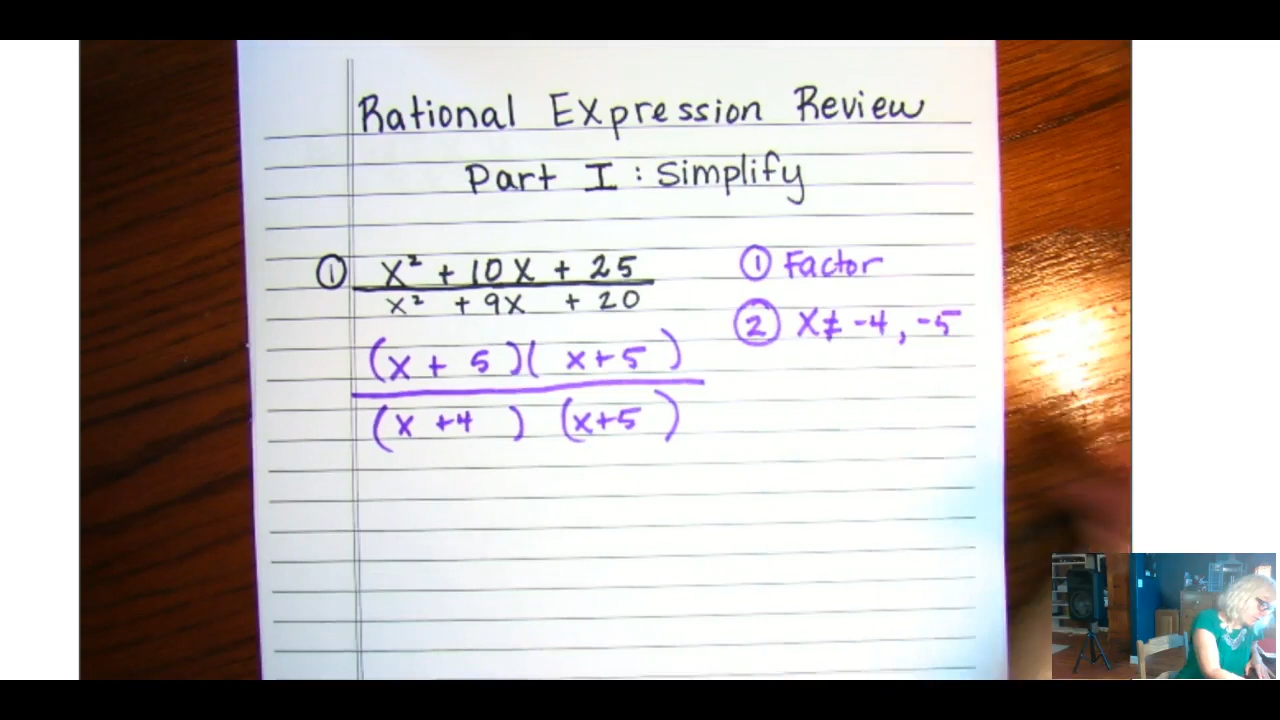 Rational Expression Review
Part I : Simplify
① x² + 10x + 25 ① Factor
x² + 9x + 20
② x ≠ -4, -5
(x + 5)(x+5)
(x +4) (x+5)